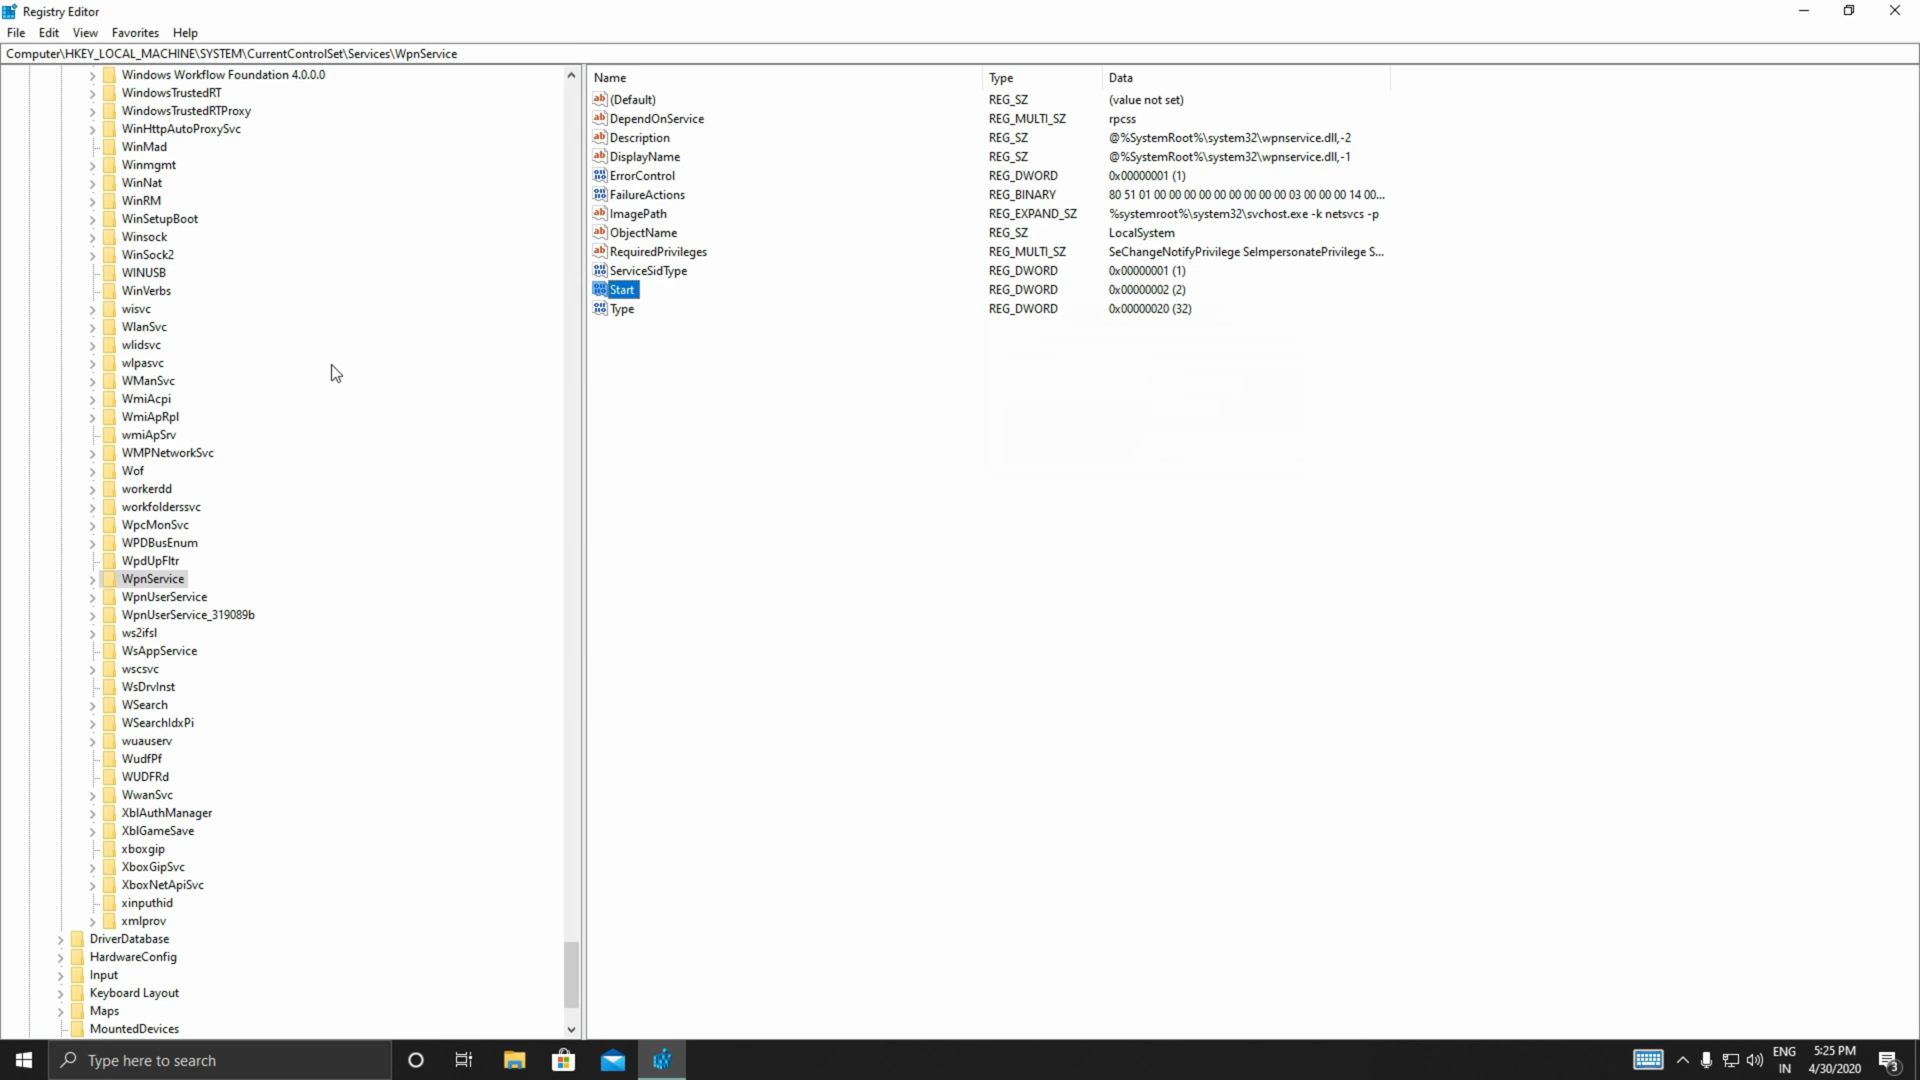 Registry Editor
File Edit View Favorites Help
Computer\HKEY_LOCAL_MACHINE\SYSTEM\CurrentControlSet\Services\WpnService
Windows Workflow Foundation 4.0.0.0
WindowsTrustedRT
WindowsTrustedRTProxy
WinHttpAutoProxySvc
WinMad
Winmgmt
WinNat
WinRM
WinSetupBoot
Winsock
WinSock2
WINUSB
WinVerbs
wisvc
WlanSvc
wlidsvc
wlpasvc
WManSvc
WmiAcpi
WmiApRpl
wmiApSrv
WMPNetworkSvc
Wof
workerdd
workfolderssvc
WpcMonSvc
WPDBusEnum
WpdUpFltr
WpnService
WpnUserService
WpnUserService_319089b
ws2ifsl
WsAppService
wscsvc
WsDrvInst
WSearch
WSearchIdxPi
wuauserv
WudfPf
WUDFRd
WwanSvc
XblAuthManager
XblGameSave
xboxgip
XboxGipSvc
XboxNetApiSvc
xinputhid
xmlprov
DriverDatabase
HardwareConfig
Input
Keyboard Layout
Maps
MountedDevices
Name Type Data
(Default) REG_SZ (value not set)
DependOnService REG_MULTI_SZ rpcss
Description REG_SZ @%SystemRoot%\system32\wpnservice.dll,-2
DisplayName REG_SZ @%SystemRoot%\system32\wpnservice.dll,-1
ErrorControl REG_DWORD 0x00000001 (1)
FailureActions REG_BINARY 80 51 01 00 00 00 00 00 00 00 00 00 03 00 00 00 14 00...
ImagePath REG_EXPAND_SZ %systemroot%\system32\svchost.exe -k netsvcs -p
ObjectName REG_SZ LocalSystem
RequiredPrivileges REG_MULTI_SZ SeChangeNotifyPrivilege SeImpersonatePrivilege S...
ServiceSidType REG_DWORD 0x00000001 (1)
Start REG_DWORD 0x00000002 (2)
Type REG_DWORD 0x00000020 (32)
Type here to search
ENG
IN
5:25 PM
4/30/2020
3